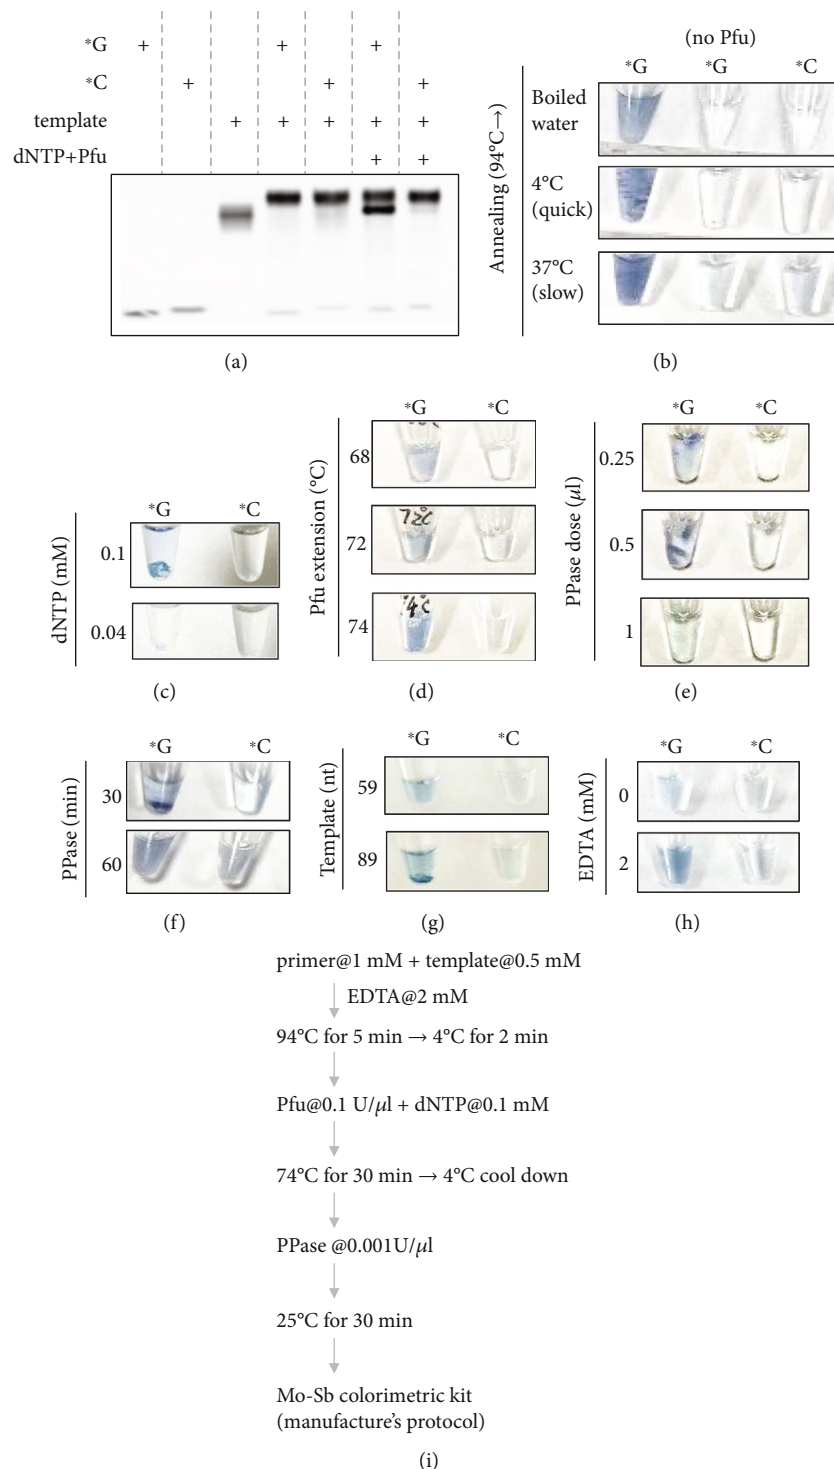 *G + + +
*C + + +
template + + + + +
dNTP+Pfu + +
(a)
(no Pfu)
*G *G *C
Annealing (94°C→)
Boiled
water
4°C
(quick)
37°C
(slow)
(b)
*G *C
dNTP (mM)
0.1
0.04
(c)
*G *C
Pfu extension (°C)
68
72
72℃
74
74℃
(d)
*G *C
PPase dose (μl)
0.25
0.5
1
(e)
*G *C
PPase (min)
30
60
(f)
*G *C
Template (nt)
59
89
(g)
*G *C
EDTA (mM)
0
2
(h)
primer@1 mM + template@0.5 mM
EDTA@2 mM
94°C for 5 min → 4°C for 2 min
Pfu@0.1 U/μl + dNTP@0.1 mM
74°C for 30 min → 4°C cool down
PPase @0.001U/μl
25°C for 30 min
Mo-Sb colorimetric kit
(manufacture's protocol)
(i)